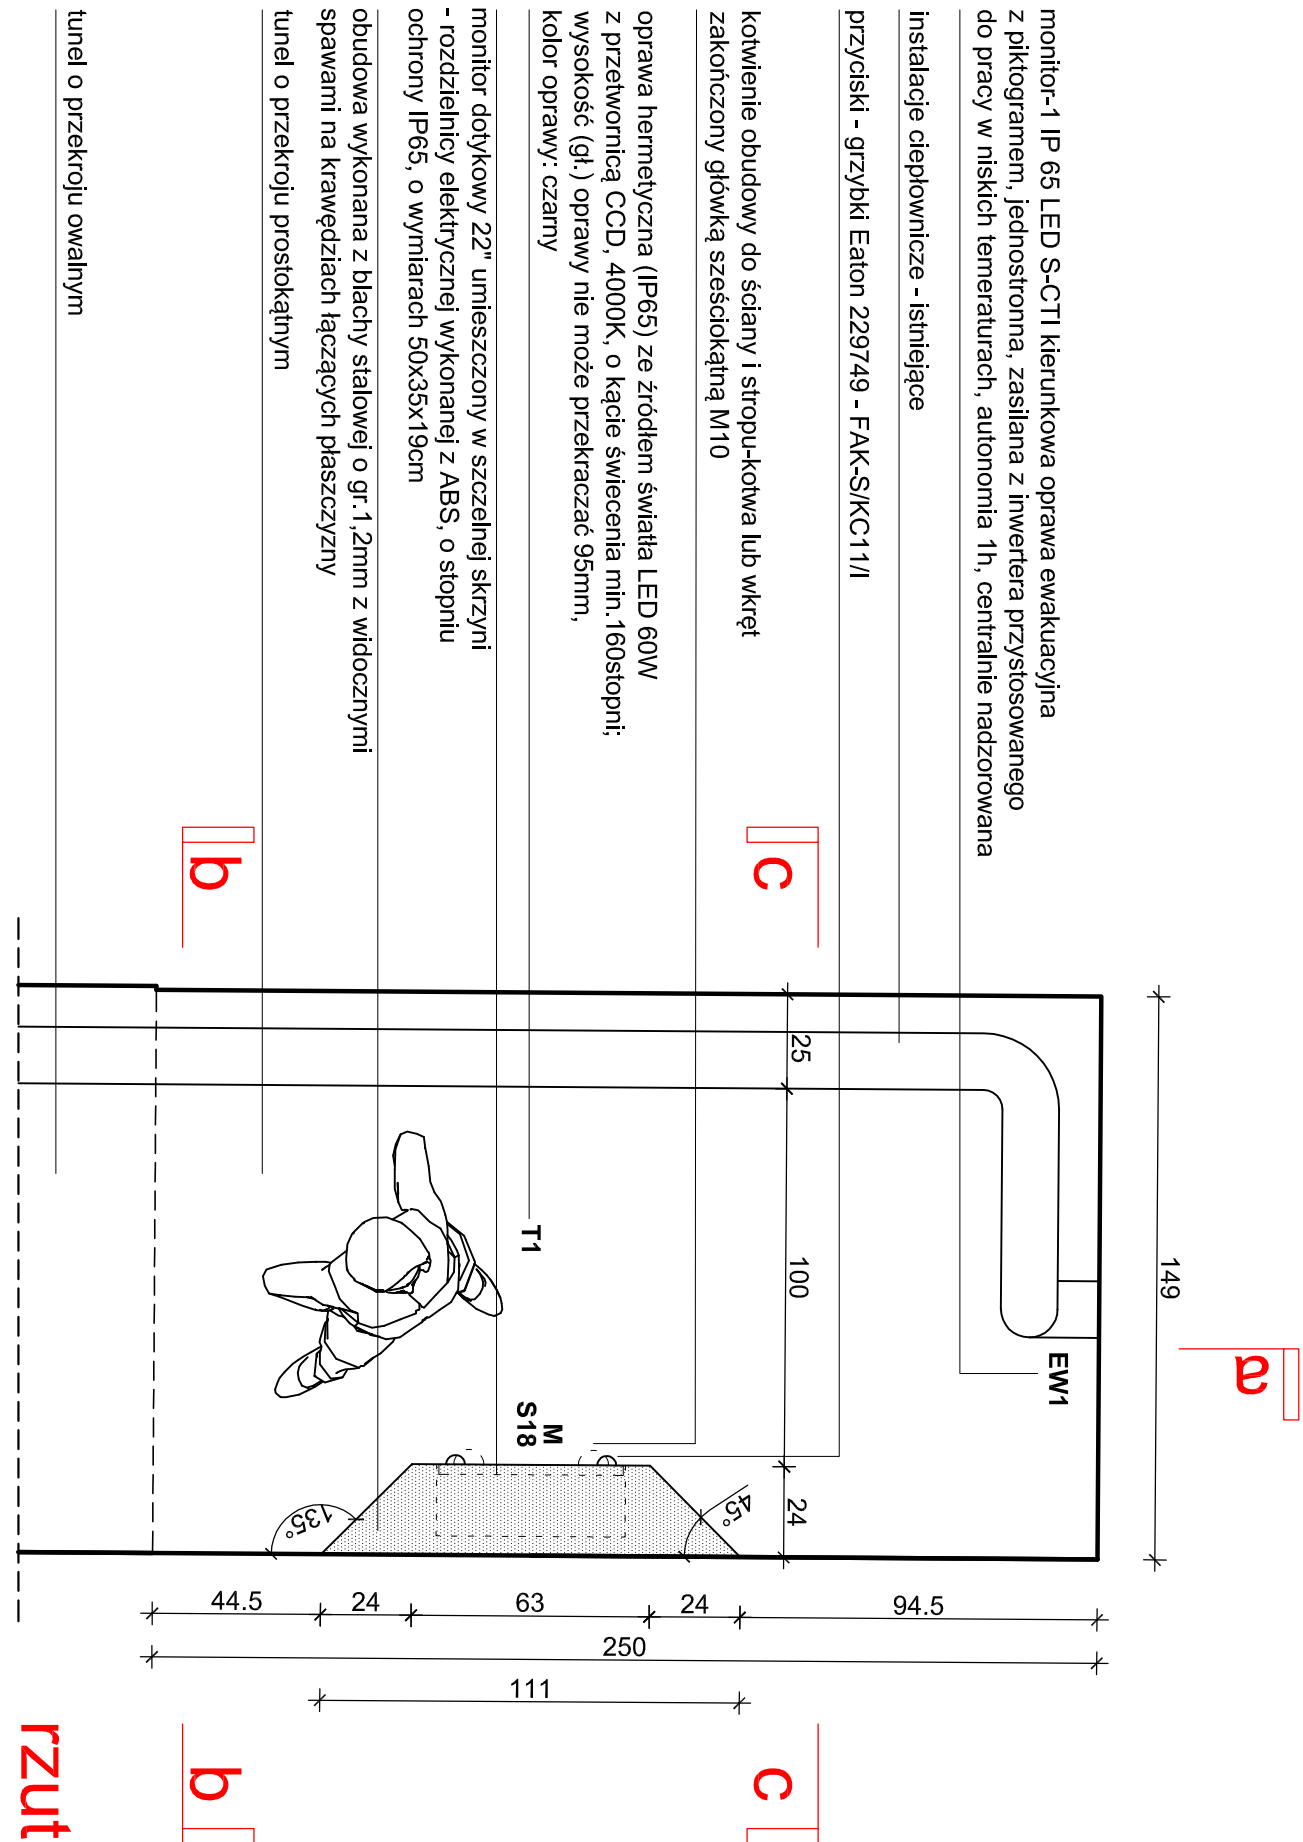 monitor-1 IP 65 LED S-CTI kierunkowa oprawa ewakuacyjna
z piktogramem, jednostronna, zasilana z inwertera przystosowanego
do pracy w niskich temeraturach, autonomia 1h, centralnie nadzorowana
instalacje ciepłownicze - istniejące
przyciski - grzybki Eaton 229749 - FAK-S/KC11/I
kotwienie obudowy do ściany i stropu-kotwa lub wkręt
zakończony główką sześciokątną M10
oprawa hermetyczna (IP65) ze źródłem światła LED 60W
z przetwornicą CCD, 4000K, o kącie świecenia min.160stopni;
wysokość (gł.) oprawy nie może przekraczać 95mm,
kolor oprawy: czarny
monitor dotykowy 22" umieszczony w szczelnej skrzyni
- rozdzielnicy elektrycznej wykonanej z ABS, o stopniu
ochrony IP65, o wymiarach 50x35x19cm
obudowa wykonana z blachy stalowej o gr.1,2mm z widocznymi
spawami na krawędziach łączących płaszczyzny
tunel o przekroju prostokątnym
tunel o przekroju owalnym
a
149
c
b
25
100
24
EW1
T1
M
S18
45°
135°
94.5
24
63
24
44.5
250
111
c
b
rzut